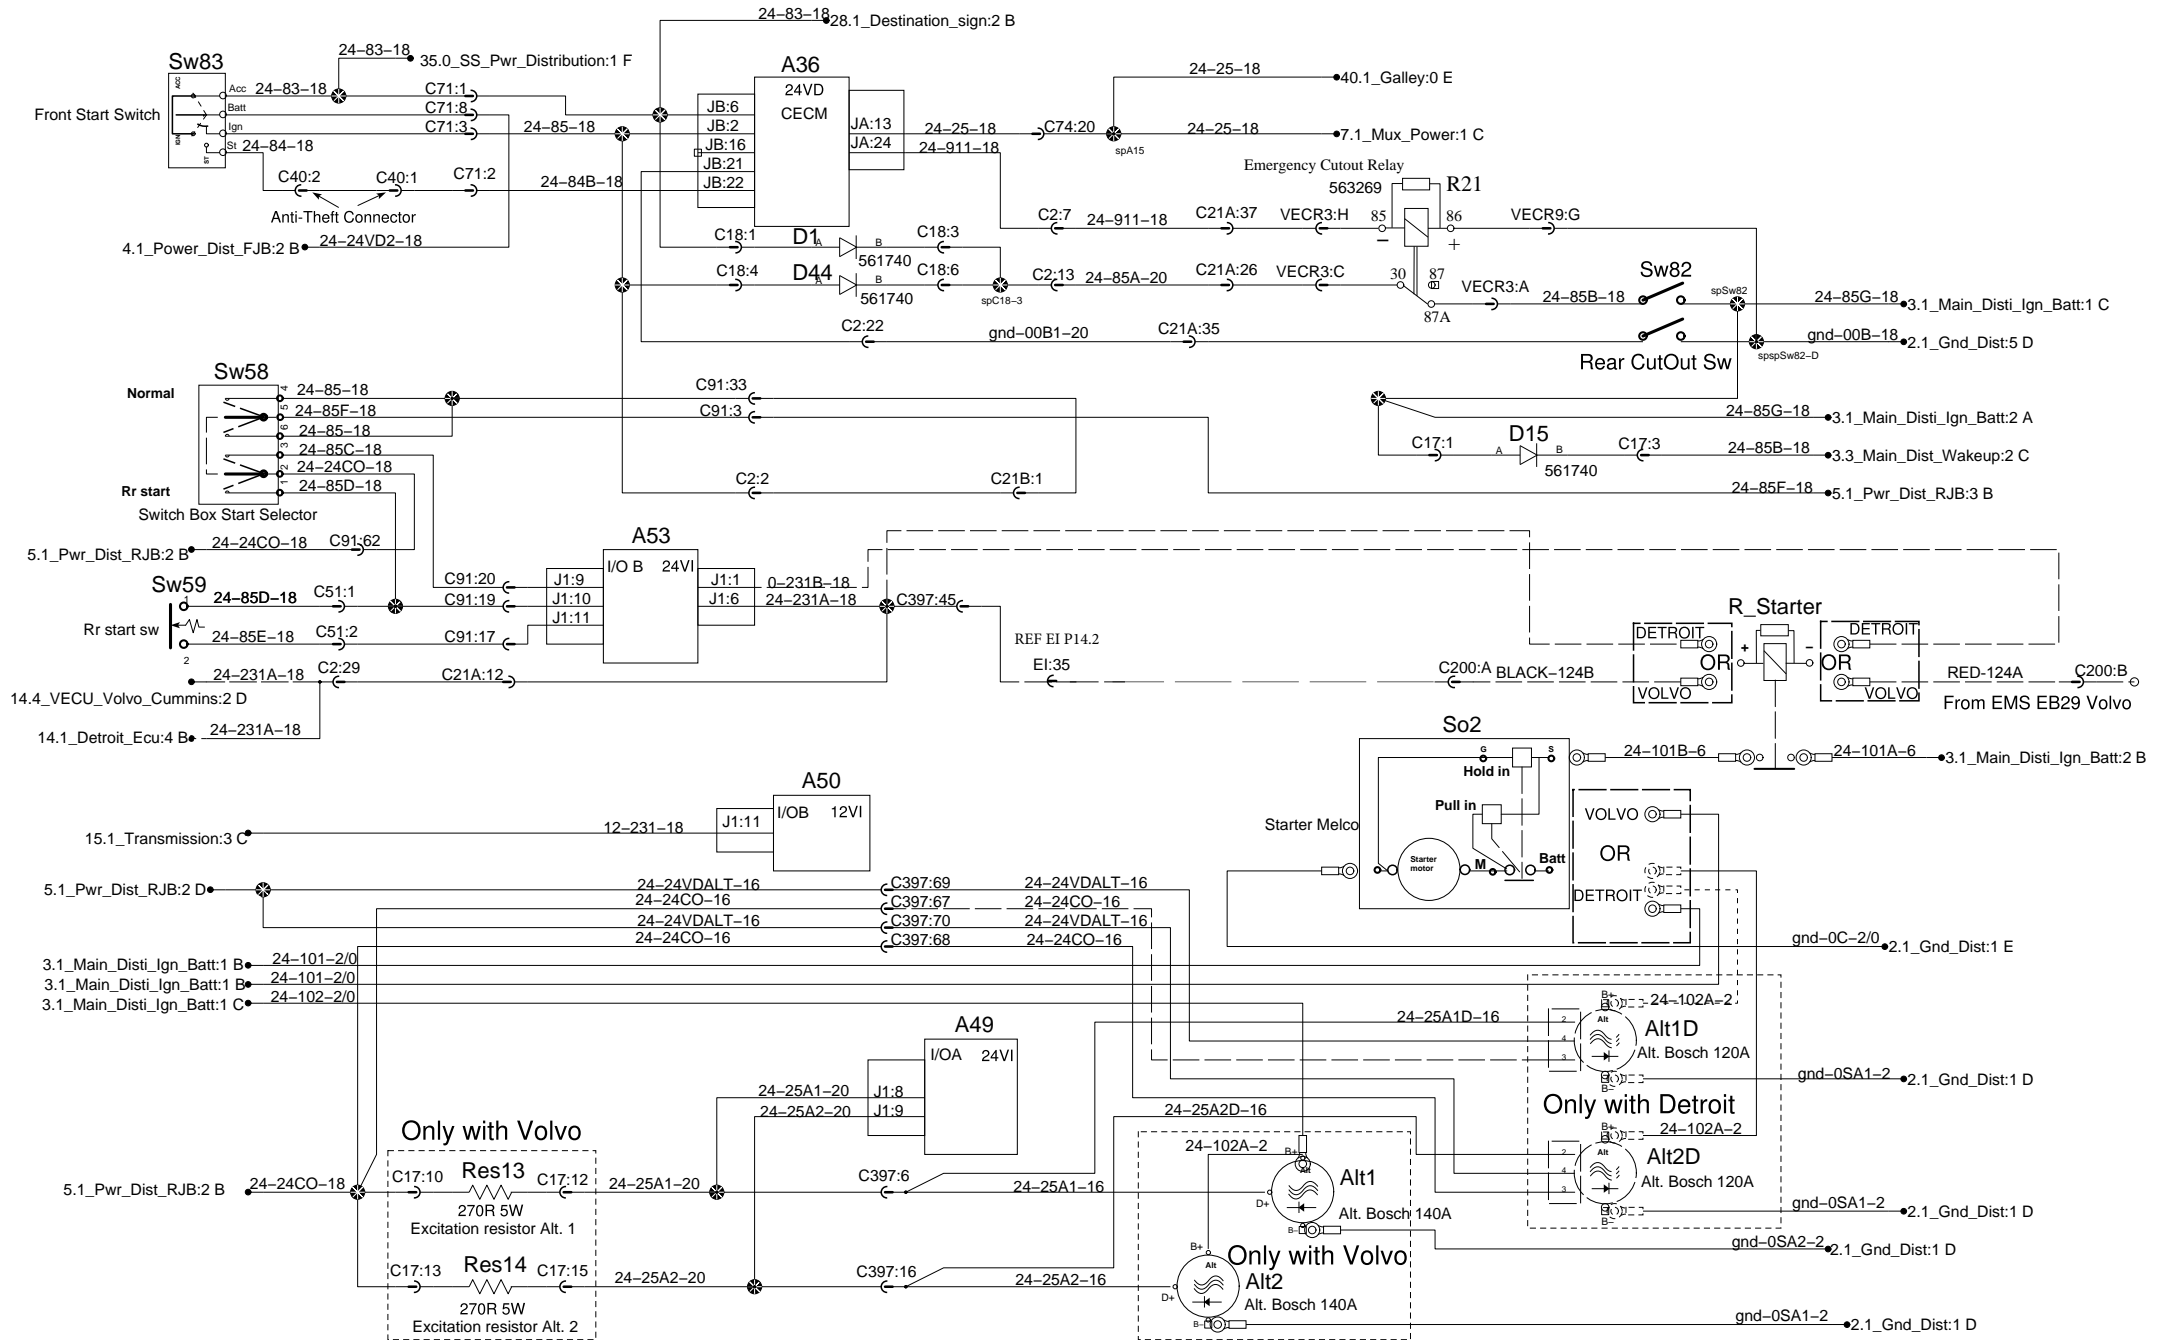 24-83-18
28.1_Destination_sign:2 B
24-83-18
35.0_SS_Pwr_Distribution:1 F
Sw83
ACC
IGN
ST
Acc
24-83-18
C71:1
Batt
C71:8
Ign
C71:3
24-85-18
St
24-84-18
Front Start Switch
C40:2
C40:1
C71:2
24-84B-18
Anti-Theft Connector
4.1_Power_Dist_FJB:2 B
24-24VD2-18
A36
24VD
CECM
JB:6
JB:2
JB:16
JB:21
JB:22
JA:13
JA:24
24-25-18
24-911-18
C74:20
spA15
24-25-18
40.1_Galley:0 E
24-25-18
7.1_Mux_Power:1 C
Emergency Cutout Relay
563269
R21
C2:7
24-911-18
C21A:37
VECR3:H
85
86
−
+
VECR9:G
C18:1
D1
A
B
561740
C18:3
C18:4
D44
A
B
561740
C18:6
spC18-3
C2:13
24-85A-20
C21A:26
VECR3:C
30
87
87A
VECR3:A
24-85B-18
Sw82
spSw82
24-85G-18
3.1_Main_Disti_Ign_Batt:1 C
C2:22
gnd-00B1-20
C21A:35
Rear CutOut Sw
spspSw82-D
gnd-00B-18
2.1_Gnd_Dist:5 D
Sw58
Normal
Rr start
Switch Box Start Selector
4
5
6
3
2
1
24-85-18
24-85F-18
24-85-18
24-85C-18
24-24CO-18
24-85D-18
C91:33
C91:3
24-85G-18
3.1_Main_Disti_Ign_Batt:2 A
C17:1
D15
A
B
561740
C17:3
24-85B-18
3.3_Main_Dist_Wakeup:2 C
C2:2
C21B:1
24-85F-18
5.1_Pwr_Dist_RJB:3 B
5.1_Pwr_Dist_RJB:2 B
24-24CO-18
C91:62
Sw59
1
2
Rr start sw
24-85D-18
C51:1
24-85E-18
C51:2
C91:20
C91:19
C91:17
A53
I/O B
24VI
J1:9
J1:10
J1:11
J1:1
J1:6
0-231B-18
24-231A-18
C397:45
24-231A-18
C2:29
C21A:12
14.4_VECU_Volvo_Cummins:2 D
14.1_Detroit_Ecu:4 B
24-231A-18
REF EI P14.2
EI:35
C200:A
BLACK-124B
R_Starter
DETROIT
OR
VOLVO
+
−
DETROIT
OR
VOLVO
RED-124A
C200:B
From EMS EB29 Volvo
So2
G
S
Hold in
Pull in
Starter motor
M
Batt
Starter Melco
24-101B-6
24-101A-6
3.1_Main_Disti_Ign_Batt:2 B
VOLVO
OR
DETROIT
A50
I/OB
12VI
J1:11
15.1_Transmission:3 C
12-231-18
5.1_Pwr_Dist_RJB:2 D
24-24VDALT-16
C397:69
24-24VDALT-16
24-24CO-16
C397:67
24-24CO-16
24-24VDALT-16
C397:70
24-24VDALT-16
24-24CO-16
C397:68
24-24CO-16
gnd-0C-2/0
2.1_Gnd_Dist:1 E
3.1_Main_Disti_Ign_Batt:1 B
24-101-2/0
3.1_Main_Disti_Ign_Batt:1 B
24-101-2/0
3.1_Main_Disti_Ign_Batt:1 C
24-102-2/0
A49
I/OA
24VI
J1:8
J1:9
24-25A1-20
24-25A2-20
24-25A1D-16
2
4
3
B+
Alt
B−
24-102A-2
Alt1D
Alt. Bosch 120A
gnd-0SA1-2
2.1_Gnd_Dist:1 D
Only with Detroit
24-25A2D-16
2
4
3
B+
Alt
B−
24-102A-2
Alt2D
Alt. Bosch 120A
gnd-0SA1-2
2.1_Gnd_Dist:1 D
Only with Volvo
5.1_Pwr_Dist_RJB:2 B
24-24CO-18
C17:10
Res13
C17:12
270R 5W
Excitation resistor Alt. 1
24-25A1-20
C397:6
24-25A1-16
24-102A-2
B+
Alt
D+
B−
Alt1
Alt. Bosch 140A
gnd-0SA2-2
2.1_Gnd_Dist:1 D
C17:13
Res14
C17:15
270R 5W
Excitation resistor Alt. 2
24-25A2-20
C397:16
24-25A2-16
B+
Alt
D+
B−
Only with Volvo
Alt2
Alt. Bosch 140A
gnd-0SA1-2
2.1_Gnd_Dist:1 D